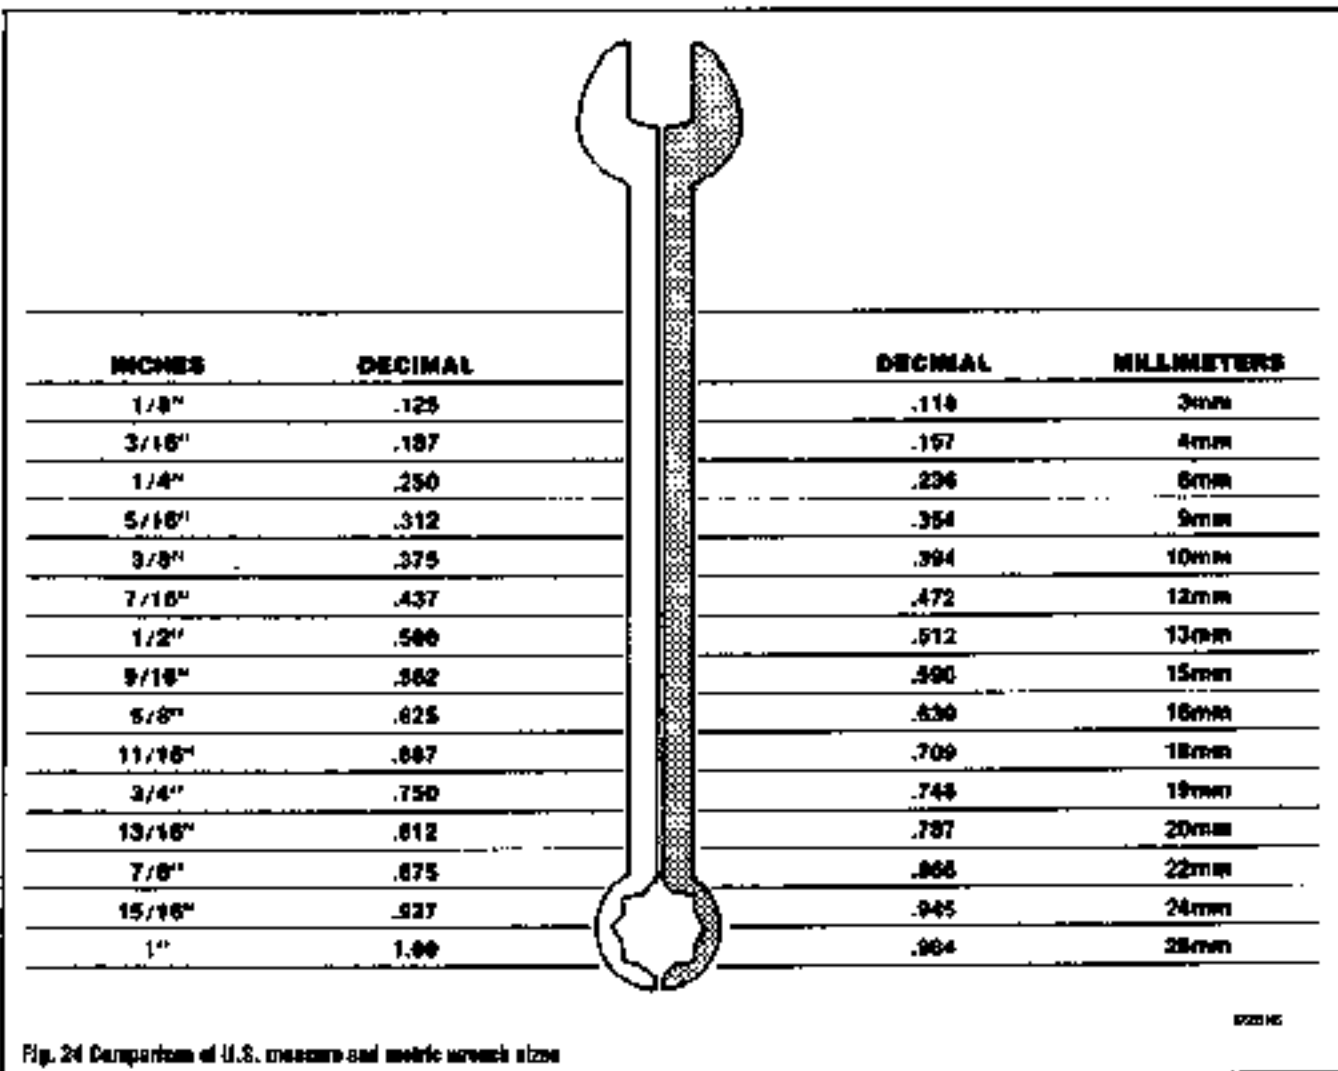 INCHES DECIMAL DECIMAL MILLIMETERS
1/8" .125 .118 3mm
3/16" .187 .157 4mm
1/4" .250 .236 6mm
5/16" .312 .354 9mm
3/8" .375 .394 10mm
7/16" .437 .472 12mm
1/2" .500 .512 13mm
9/16" .562 .590 15mm
5/8" .625 .630 16mm
11/16" .687 .709 18mm
3/4" .750 .748 19mm
13/16" .812 .787 20mm
7/8" .875 .866 22mm
15/16" .937 .945 24mm
1" 1.00 .984 25mm
Fig. 24 Comparison of U.S. measure and metric wrench sizes